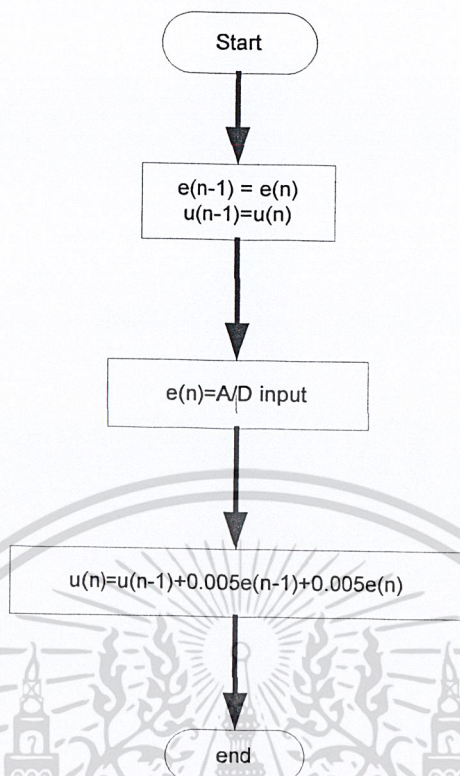 Start
e(n-1) = e(n)
u(n-1)=u(n)
e(n)=A/D input
u(n)=u(n-1)+0.005e(n-1)+0.005e(n)
end